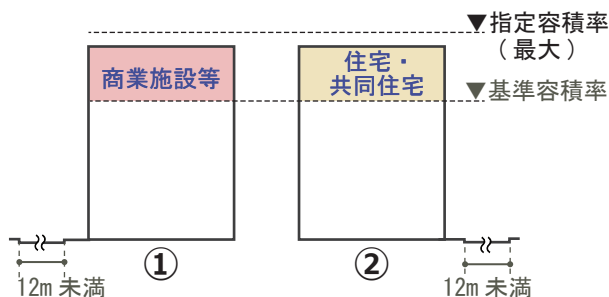 ▼指定容積率
（最大）
商業施設等
住宅・
共同住宅
▼基準容積率
①
②
12m 未満
12m 未満